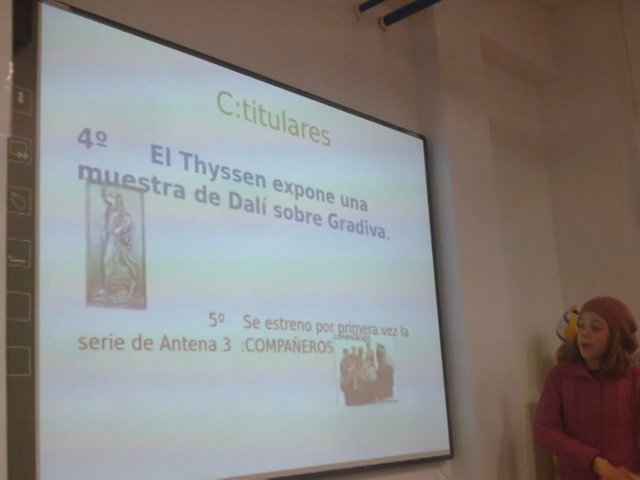 C:titulares
4º El Thyssen expone una
muestra de Dalí sobre Gradiva.
5º Se estreno por primera vez la
serie de Antena 3 :COMPAÑEROS